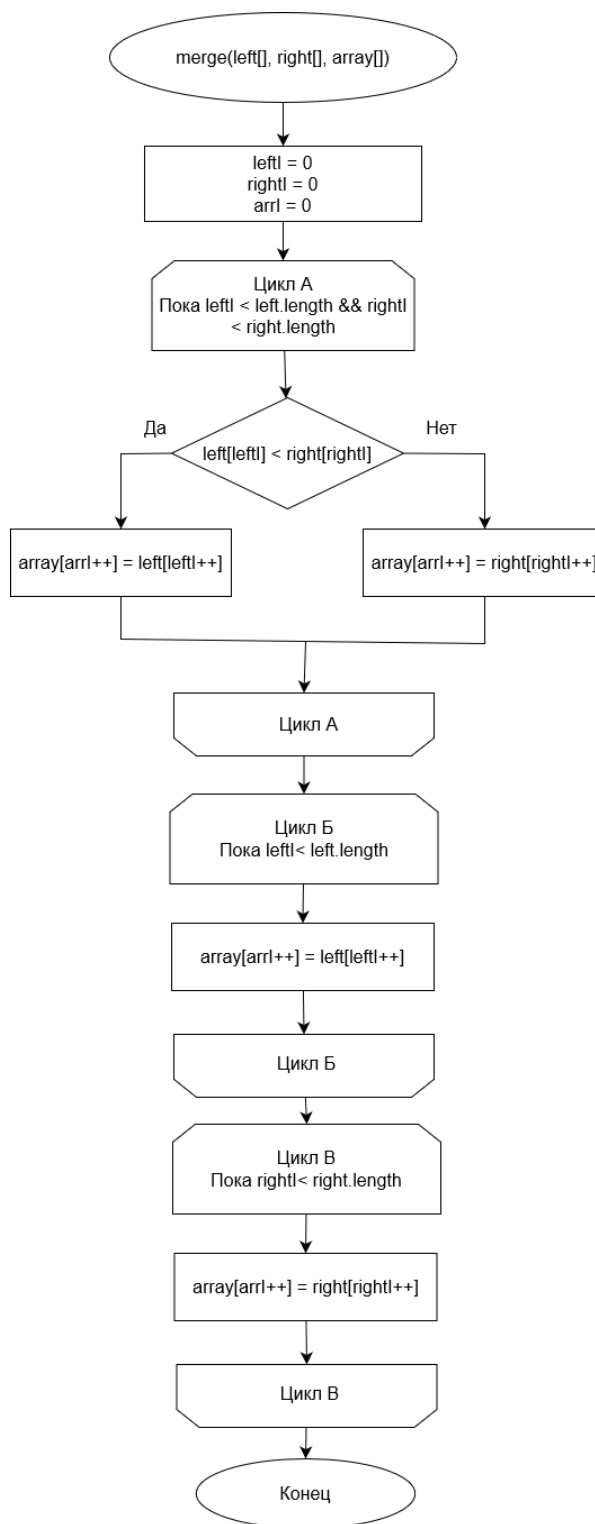 merge(left[], right[], array[])
leftI = 0
rightI = 0
arrI = 0
Цикл А
Пока leftI < left.length && rightI
< right.length
left[leftI] < right[rightI]
Да
Нет
array[arrI++] = left[leftI++]
array[arrI++] = right[rightI++]
Цикл А
Цикл Б
Пока leftI< left.length
array[arrI++] = left[leftI++]
Цикл Б
Цикл В
Пока rightI< right.length
array[arrI++] = right[rightI++]
Цикл В
Конец